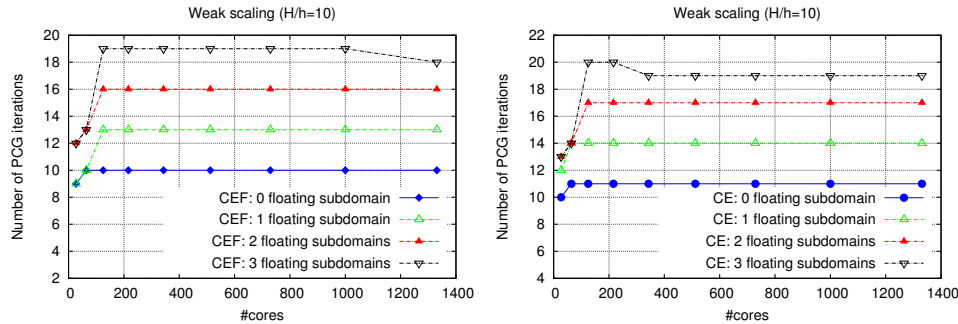 Weak scaling (H/h=10)
Number of PCG iterations
20
18
16
14
12
10
8
6
4
2
CEF: 0 floating subdomain
CEF: 1 floating subdomain
CEF: 2 floating subdomains
CEF: 3 floating subdomains
0 200 400 600 800 1000 1200 1400
#cores
Weak scaling (H/h=10)
Number of PCG iterations
22
20
18
16
14
12
10
8
6
4
CE: 0 floating subdomain
CE: 1 floating subdomain
CE: 2 floating subdomains
CE: 3 floating subdomains
0 200 400 600 800 1000 1200 1400
#cores